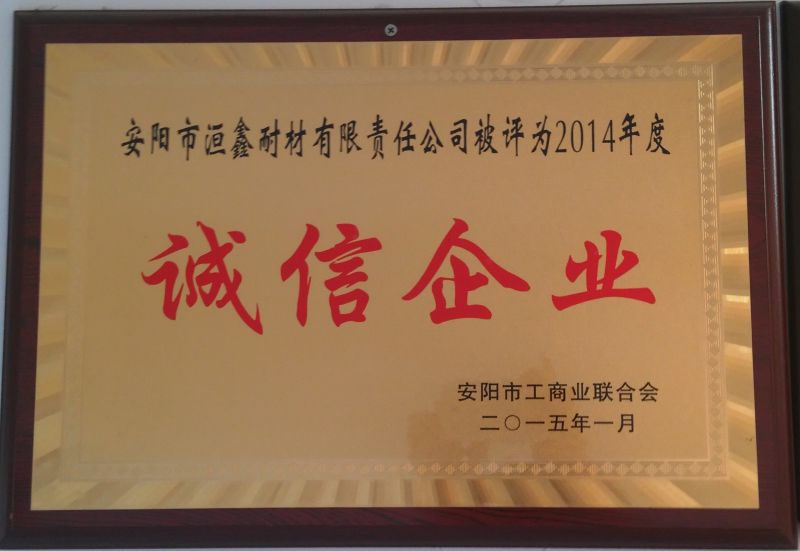 安阳市洹鑫耐材有限责任公司被评为2014年度
诚信企业
安阳市工商业联合会
二〇一五年一月